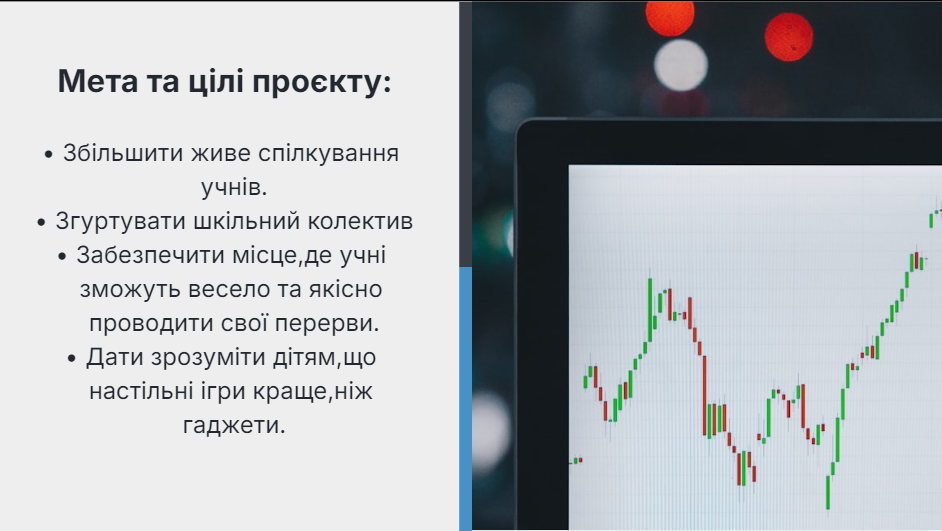 Мета та цілі проєкту:
• Збільшити живе спілкування
учнів.
• Згуртувати шкільний колектив
• Забезпечити місце,де учні
зможуть весело та якісно
проводити свої перерви.
• Дати зрозуміти дітям,що
настільні ігри краще,ніж
гаджети.